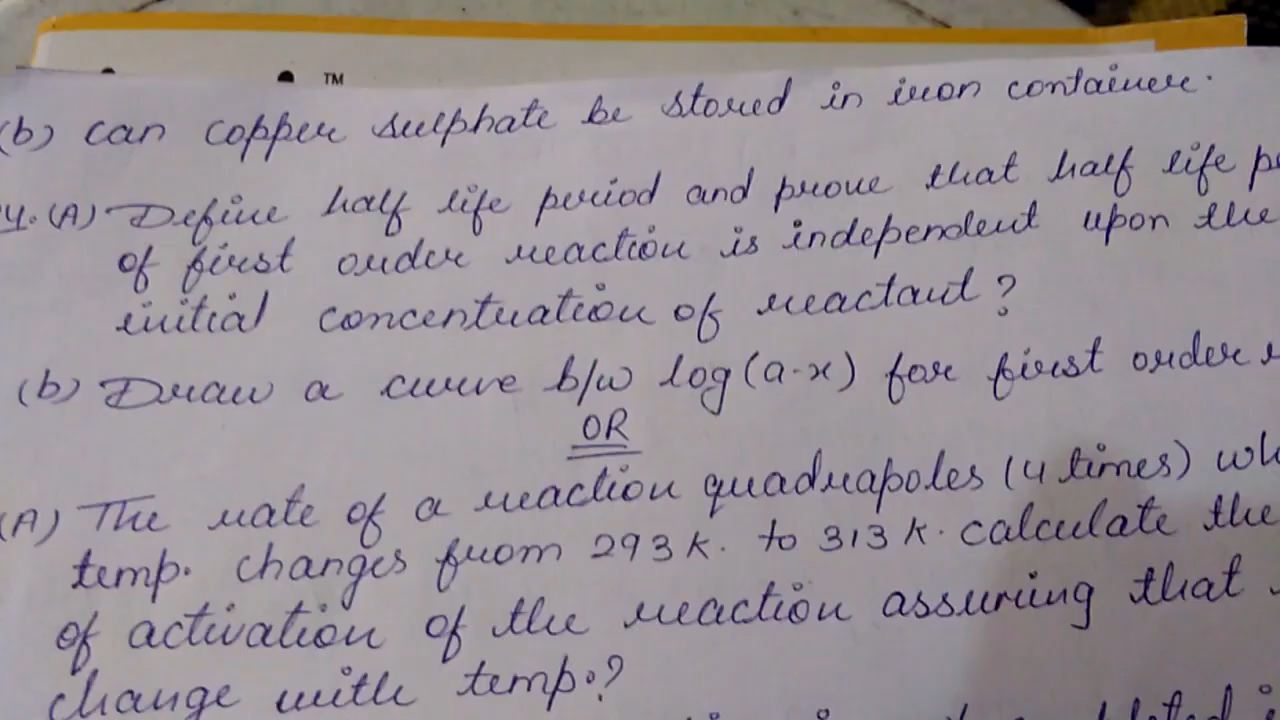 TM
(b) can copper sulphate be stored in iron container.
4. (A) Define half life period and prove that half life
of first order reaction is independent upon the
initial concentration of reactant ?
(b) Draw a curve b/w log (a-x) for first order
OR
(A) The rate of a reaction quadrapoles (4 times)
temp. changes from 293 K. to 313 K. calculate the
of activation of the reaction assuming that
change with temp.?